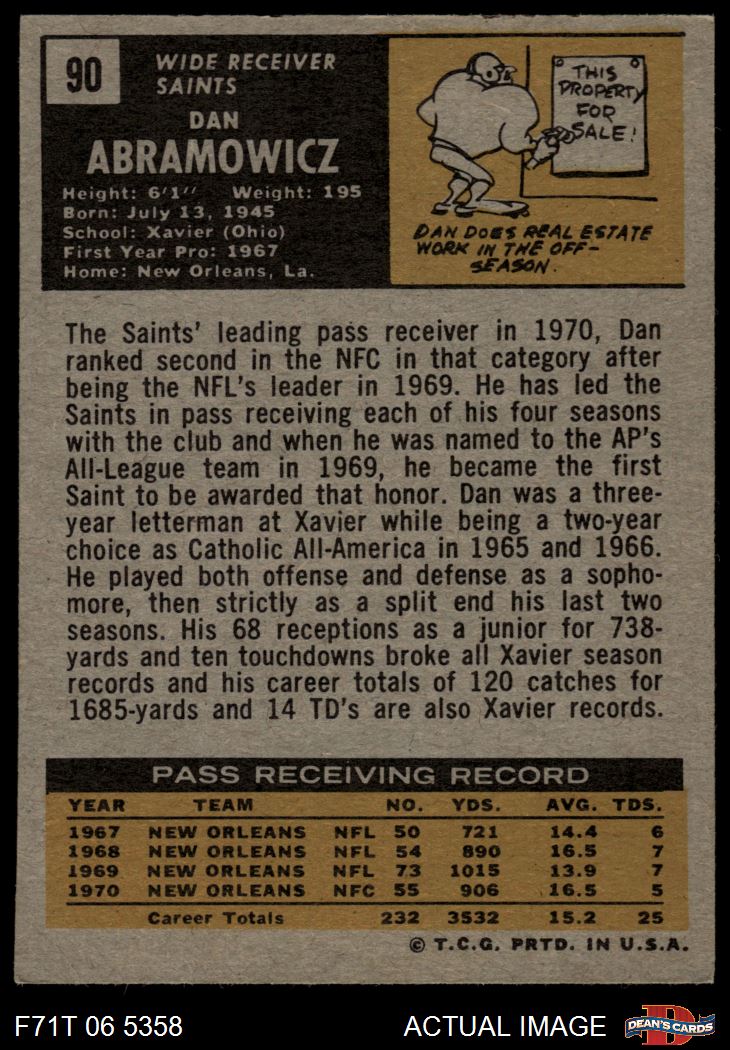 90
WIDE RECEIVER
SAINTS
DAN
ABRAMOWICZ
Height: 6'1" Weight: 195
Born: July 13, 1945
School: Xavier (Ohio)
First Year Pro: 1967
Home: New Orleans, La.
THIS
PROPERTY
FOR
SALE!
DAN DOES REAL ESTATE
WORK IN THE OFF-
SEASON.
The Saints' leading pass receiver in 1970, Dan
ranked second in the NFC in that category after
being the NFL's leader in 1969. He has led the
Saints in pass receiving each of his four seasons
with the club and when he was named to the AP's
All-League team in 1969, he became the first
Saint to be awarded that honor. Dan was a three-
year letterman at Xavier while being a two-year
choice as Catholic All-America in 1965 and 1966.
He played both offense and defense as a sopho-
more, then strictly as a split end his last two
seasons. His 68 receptions as a junior for 738-
yards and ten touchdowns broke all Xavier season
records and his career totals of 120 catches for
1685-yards and 14 TD's are also Xavier records.
PASS RECEIVING RECORD
YEAR TEAM NO. YDS. AVG. TDS.
1967 NEW ORLEANS NFL 50 721 14.4 6
1968 NEW ORLEANS NFL 54 890 16.5 7
1969 NEW ORLEANS NFL 73 1015 13.9 7
1970 NEW ORLEANS NFC 55 906 16.5 5
Career Totals 232 3532 15.2 25
© T.C.G. PRTD. IN U.S.A.
F71T 06 5358 ACTUAL IMAGE D DEAN'S CARDS